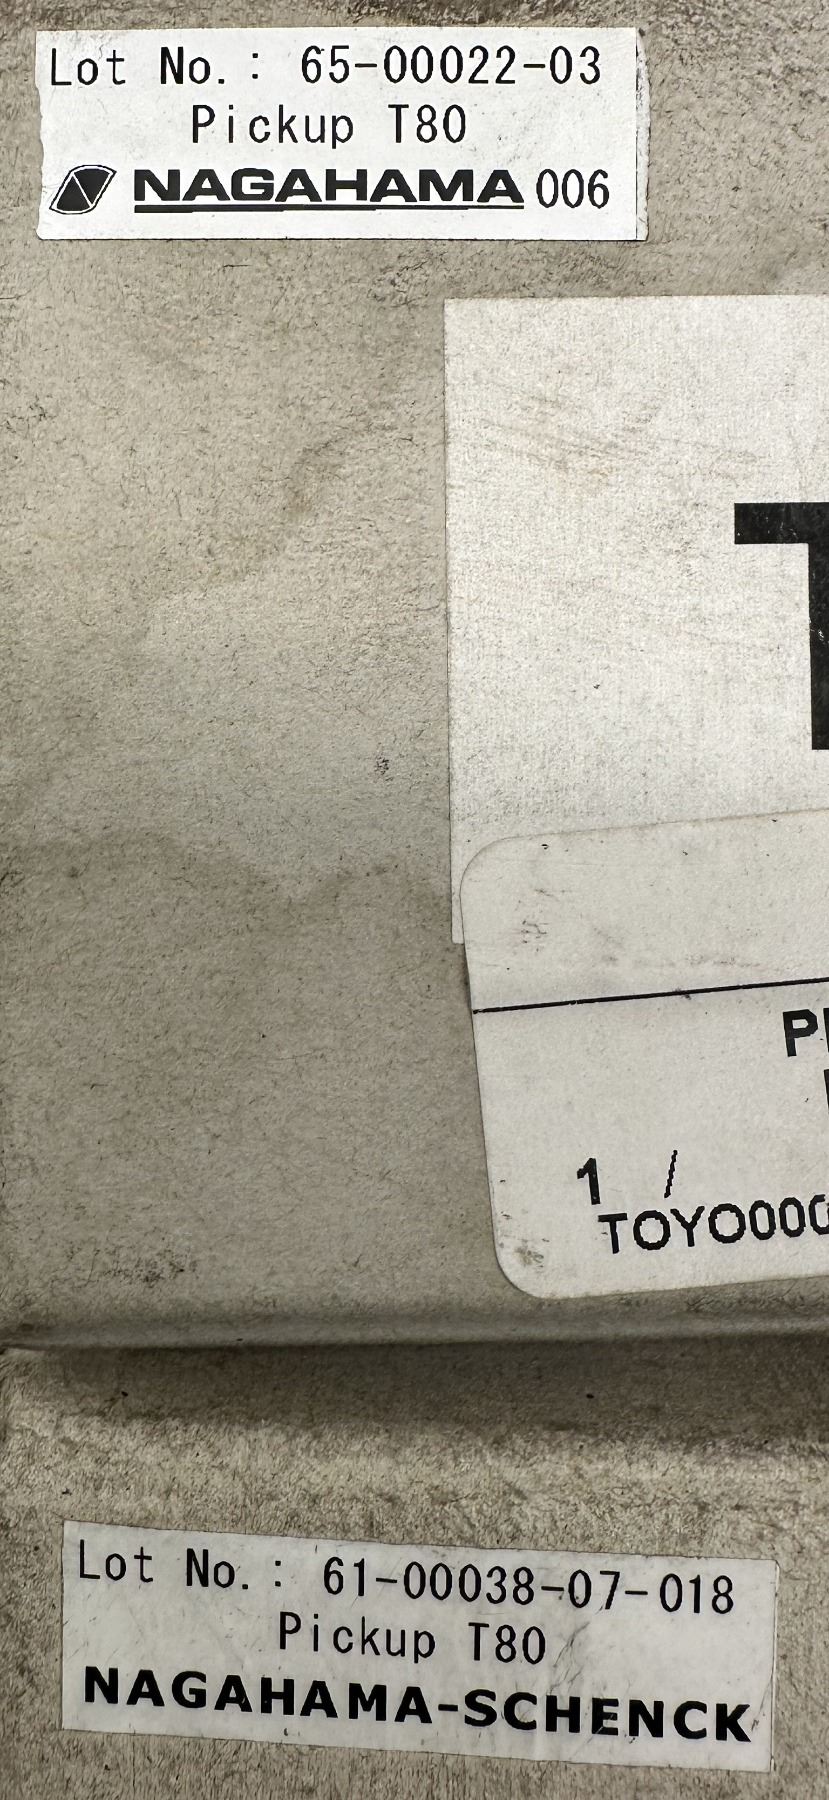 Lot No.: 65-00022-03
Pickup T80
NAGAHAMA 006
1 /
Lot No.: 61-00038-07-018
Pickup T80
NAGAHAMA-SCHENCK